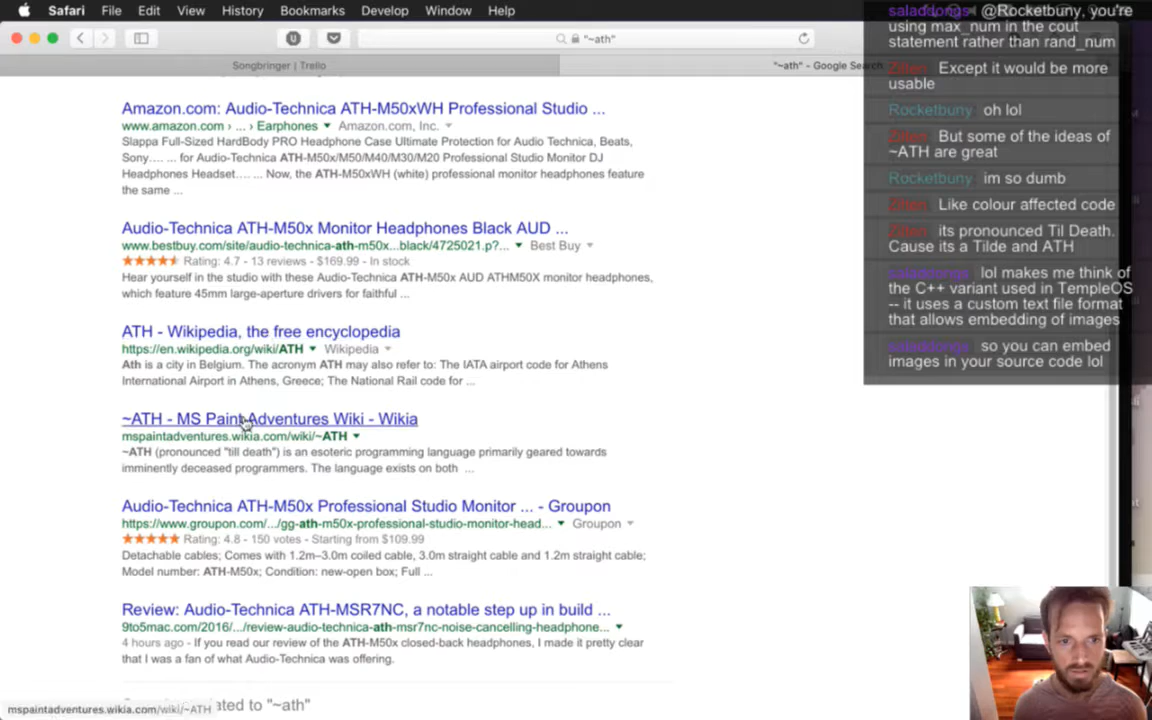 Safari File Edit View History Bookmarks Develop Window Help
"~ath"
Songbringer | Trello
"~ath" - Google Search
Amazon.com: Audio-Technica ATH-M50xWH Professional Studio ...
www.amazon.com › ... › Earphones ▼ Amazon.com, Inc. ▼
Slappa Full-Sized HardBody PRO Headphone Case Ultimate Protection for Audio Technica, Beats,
Sony.... ... for Audio-Technica ATH-M50x/M50/M40/M30/M20 Professional Studio Monitor DJ
Headphones Headset.... ... Now, the ATH-M50xWH (white) professional monitor headphones feature
the same ...
Audio-Technica ATH-M50x Monitor Headphones Black AUD ...
www.bestbuy.com/site/audio-technica-ath-m50x...black/4725021.p?... ▼ Best Buy ▼
★★★★★ Rating: 4.7 - 13 reviews - $169.99 - In stock
Hear yourself in the studio with these Audio-Technica ATH-M50x AUD ATHM50X monitor headphones,
which feature 45mm large-aperture drivers for faithful ...
ATH - Wikipedia, the free encyclopedia
https://en.wikipedia.org/wiki/ATH ▼ Wikipedia ▼
Ath is a city in Belgium. The acronym ATH may also refer to: The IATA airport code for Athens
International Airport in Athens, Greece; The National Rail code for ...
~ATH - MS Paint Adventures Wiki - Wikia
mspaintadventures.wikia.com/wiki/~ATH ▼
~ATH (pronounced "till death") is an esoteric programming language primarily geared towards
imminently deceased programmers. The language exists on both ...
Audio-Technica ATH-M50x Professional Studio Monitor ... - Groupon
https://www.groupon.com/.../gg-ath-m50x-professional-studio-monitor-head... ▼ Groupon ▼
★★★★★ Rating: 4.8 - 150 votes - Starting from $109.99
Detachable cables; Comes with 1.2m–3.0m coiled cable, 3.0m straight cable and 1.2m straight cable;
Model number: ATH-M50x; Condition: new-open box; Full ...
Review: Audio-Technica ATH-MSR7NC, a notable step up in build ...
9to5mac.com/2016/.../review-audio-technica-ath-msr7nc-noise-cancelling-headphone... ▼
4 hours ago - If you read our review of the ATH-M50x closed-back headphones, I made it pretty clear
that I was a fan of what Audio-Technica was offering.
ated to "~ath"
mspaintadventures.wikia.com/wiki/~ATH
saladdongs @Rocketbuny, you're
using max_num in the cout
statement rather than rand_num
Except it would be more
usable
Rocketbuny oh lol
But some of the ideas of
~ATH are great
Rocketbuny im so dumb
Like colour affected code
its pronounced Til Death.
Cause its a Tilde and ATH
saladdongs lol makes me think of
the C++ variant used in TempleOS
-- it uses a custom text file format
that allows embedding of images
saladdongs so you can embed
images in your source code lol